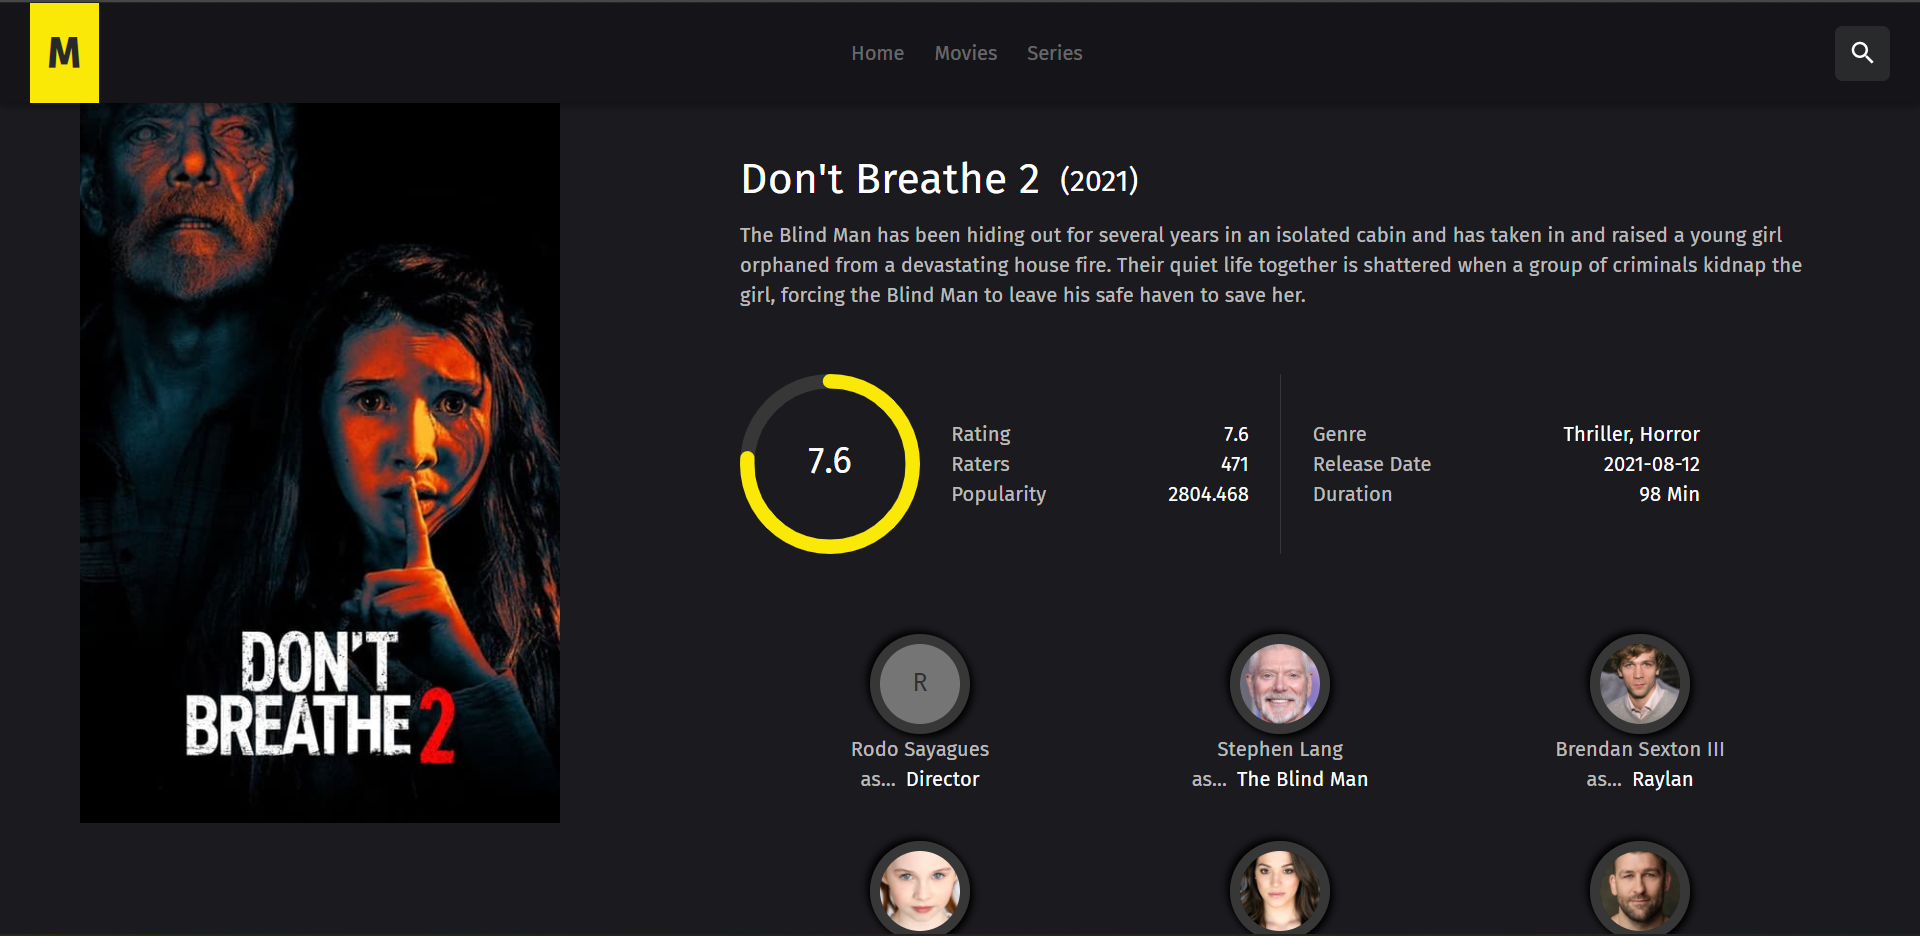 M
Home Movies Series
Don't Breathe 2 (2021)
The Blind Man has been hiding out for several years in an isolated cabin and has taken in and raised a young girl
orphaned from a devastating house fire. Their quiet life together is shattered when a group of criminals kidnap the
girl, forcing the Blind Man to leave his safe haven to save her.
7.6
Rating 7.6
Raters 471
Popularity 2804.468
Genre Thriller, Horror
Release Date 2021-08-12
Duration 98 Min
DON'T
BREATHE 2
R
Rodo Sayagues
as... Director
Stephen Lang
as... The Blind Man
Brendan Sexton III
as... Raylan